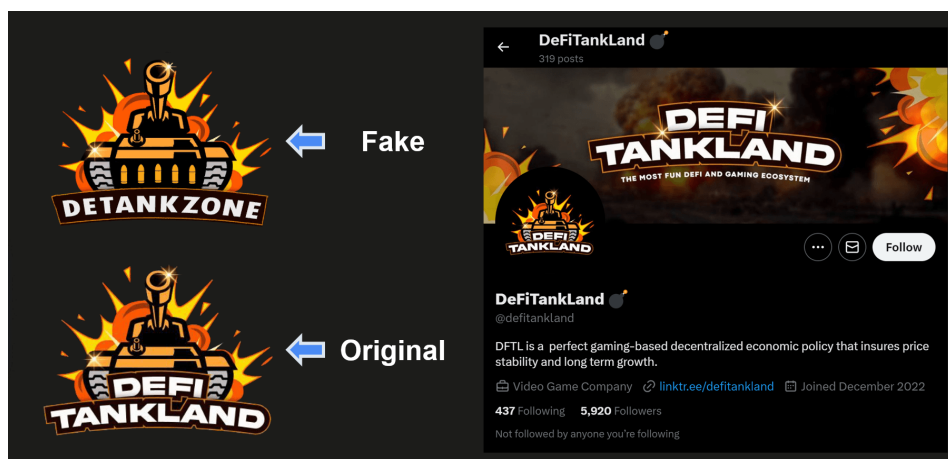 DETANKZONE
Fake
DEFI
TANKLAND
Original
DeFiTankLand
319 posts
DEFI
TANKLAND
THE MOST FUN DEFI AND GAMING ECOSYSTEM
DEFI
TANKLAND
Follow
DeFiTankLand
@defitankland
DFTL is a perfect gaming-based decentralized economic policy that insures price
stability and long term growth.
Video Game Company linktr.ee/defitankland Joined December 2022
437 Following 5,920 Followers
Not followed by anyone you're following